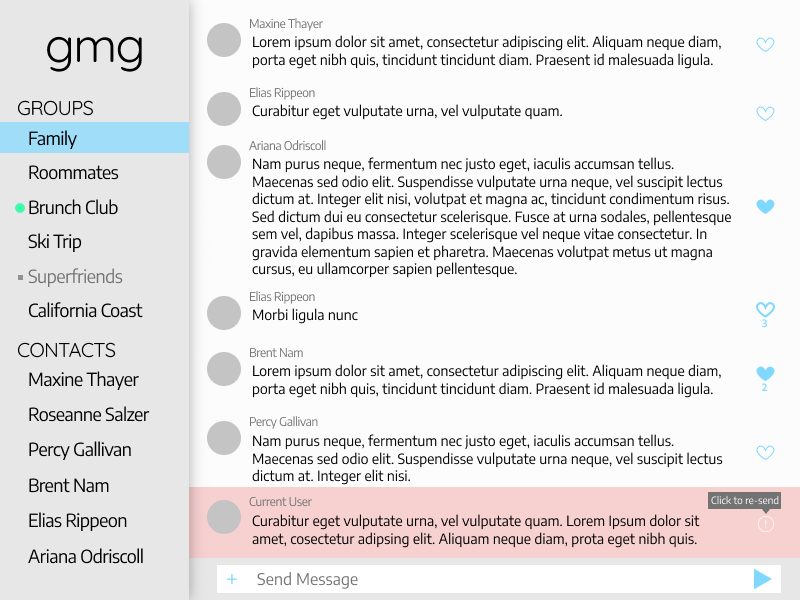 gmg
GROUPS
Family
Roommates
Brunch Club
Ski Trip
Superfriends
California Coast
CONTACTS
Maxine Thayer
Roseanne Salzer
Percy Gallivan
Brent Nam
Elias Rippeon
Ariana Odriscoll
Maxine Thayer
Lorem ipsum dolor sit amet, consectetur adipiscing elit. Aliquam neque diam,
porta eget nibh quis, tincidunt tincidunt diam. Praesent id malesuada ligula.
Elias Rippeon
Curabitur eget vulputate urna, vel vulputate quam.
Ariana Odriscoll
Nam purus neque, fermentum nec justo eget, iaculis accumsan tellus.
Maecenas sed odio elit. Suspendisse vulputate urna neque, vel suscipit lectus
dictum at. Integer elit nisi, volutpat et magna ac, tincidunt condimentum risus.
Sed dictum dui eu consectetur scelerisque. Fusce at urna sodales, pellentesque
sem vel, dapibus massa. Integer scelerisque vel neque vitae consectetur. In
gravida elementum sapien et pharetra. Maecenas volutpat metus ut magna
cursus, eu ullamcorper sapien pellentesque.
Elias Rippeon
Morbi ligula nunc
3
Brent Nam
Lorem ipsum dolor sit amet, consectetur adipiscing elit. Aliquam neque diam,
porta eget nibh quis, tincidunt tincidunt diam. Praesent id malesuada ligula.
2
Percy Gallivan
Nam purus neque, fermentum nec justo eget, iaculis accumsan tellus.
Maecenas sed odio elit. Suspendisse vulputate urna neque, vel suscipit lectus
dictum at. Integer elit nisi.
Current User
Click to re-send
Curabitur eget vulputate urna, vel vulputate quam. Lorem Ipsum dolor sit
amet, cosectetur adipsing elit. Aliquam neque diam, prota eget nibh quis.
!
+ Send Message